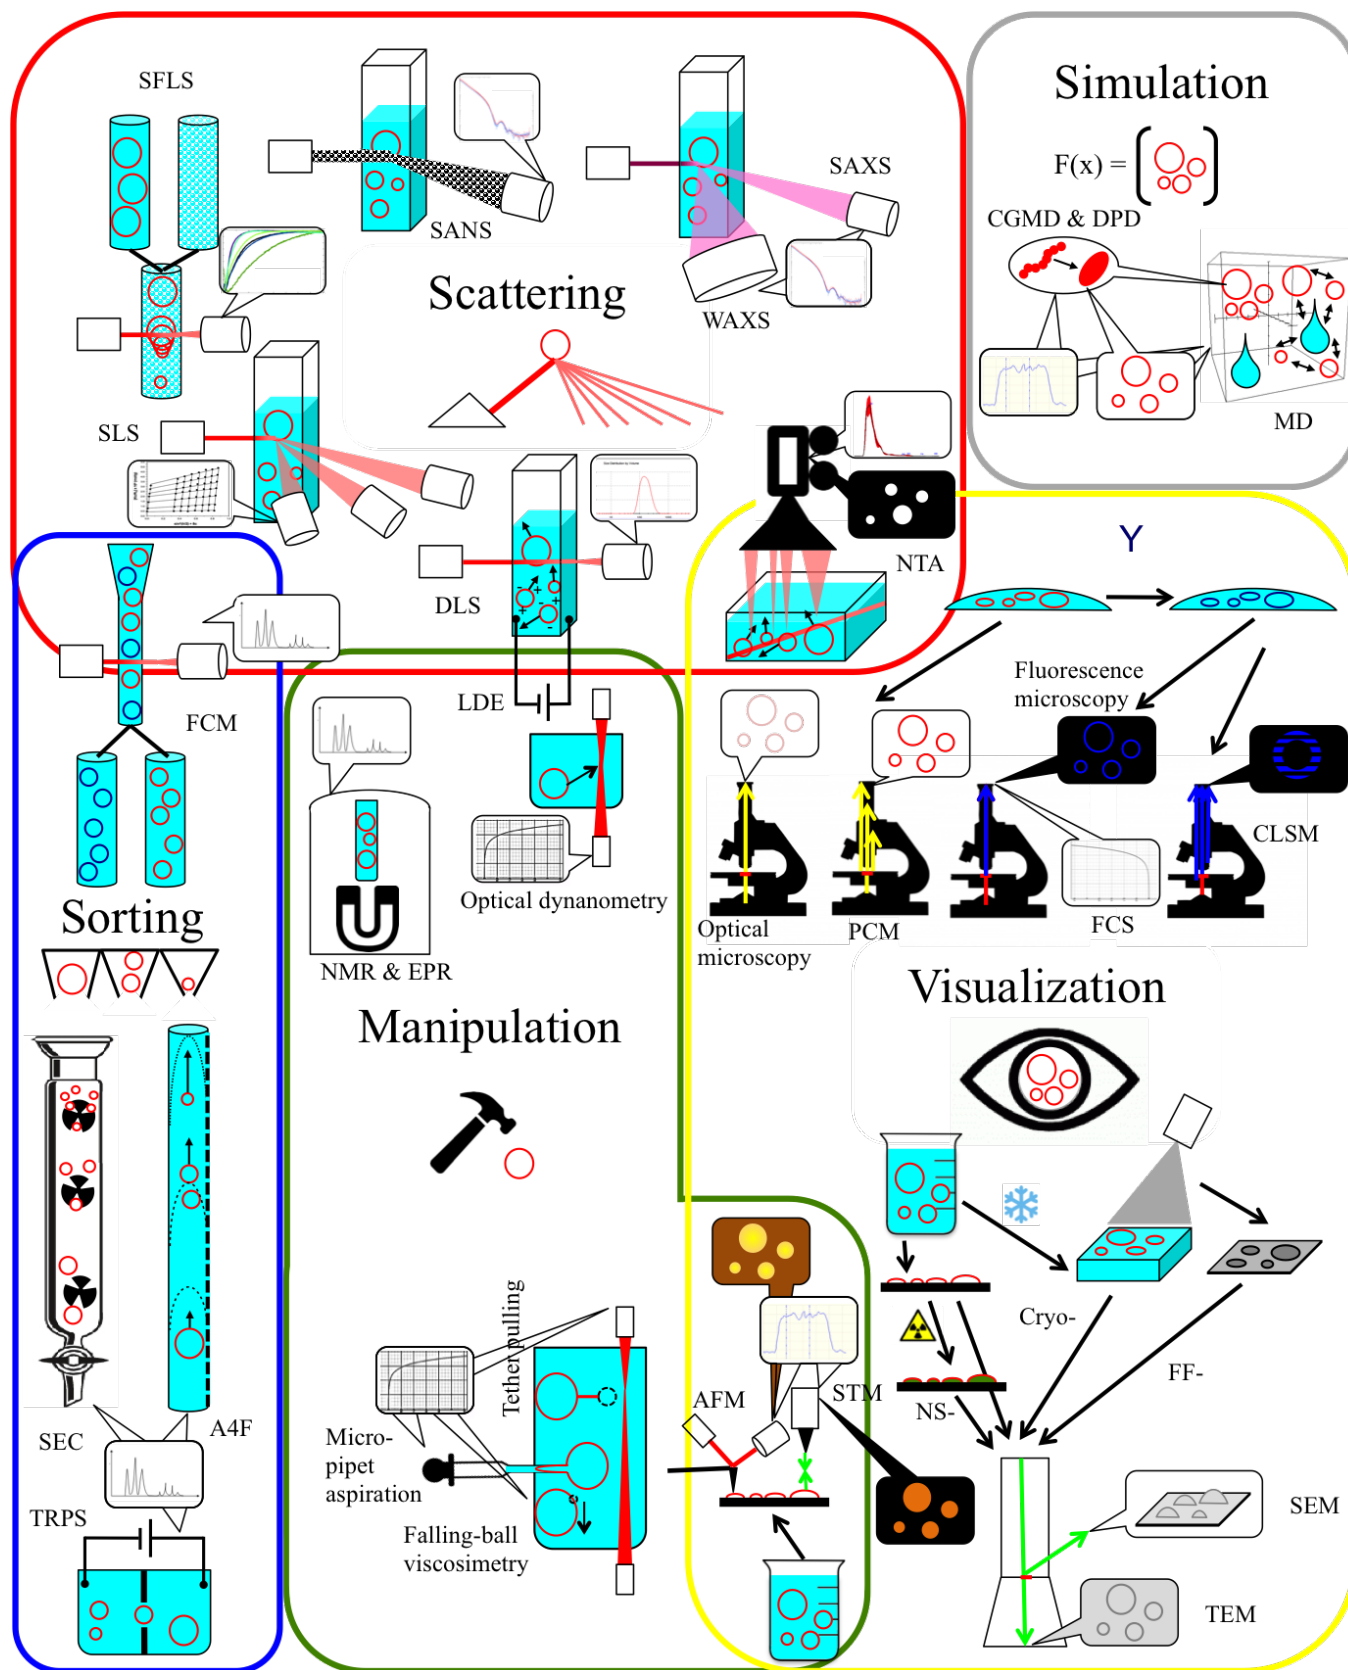 SFLS
SANS
SAXS
WAXS
Scattering
SLS
DLS
NTA
Simulation
F(x) =
CGMD & DPD
MD
Y
FCM
LDE
Fluorescence
microscopy
CLSM
Optical dynanometry
Optical
microscopy
PCM
FCS
Sorting
NMR & EPR
Manipulation
Visualization
SEC
A4F
TRPS
Tether pulling
Micro-
pipet
aspiration
Falling-ball
viscosimetry
AFM
STM
Cryo-
FF-
NS-
SEM
TEM